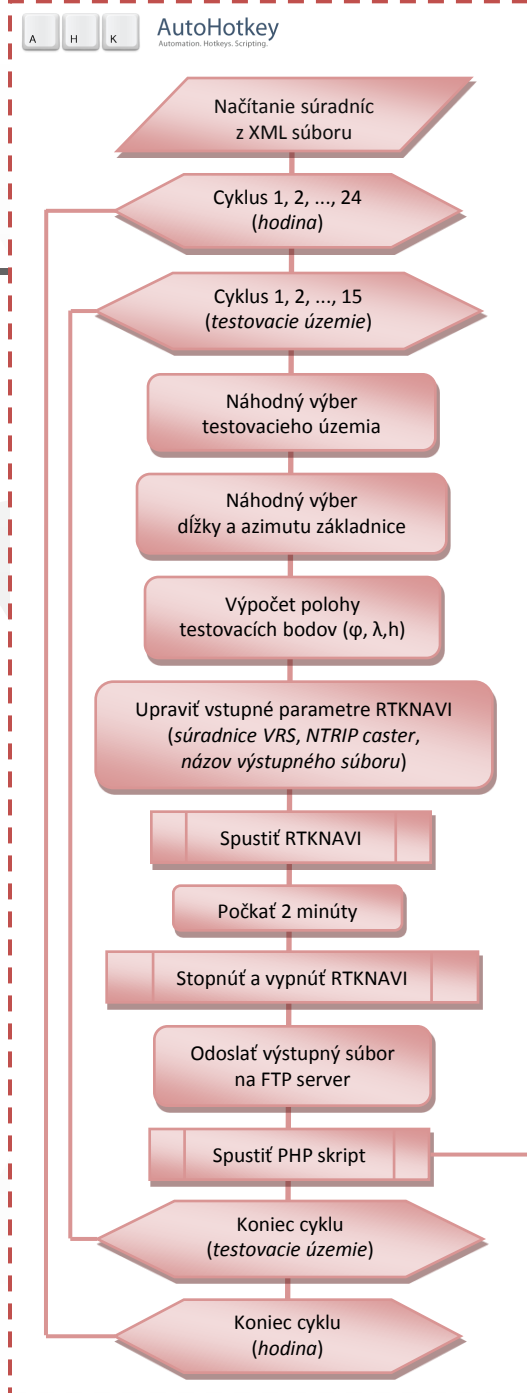 A H K
AutoHotkey
Automation. Hotkeys. Scripting.
Načítanie súradníc
z XML súboru
Cyklus 1, 2, ..., 24
(hodina)
Cyklus 1, 2, ..., 15
(testovacie územie)
Náhodný výber
testovacieho územia
Náhodný výber
dĺžky a azimutu základnice
Výpočet polohy
testovacích bodov (φ, λ,h)
Upraviť vstupné parametre RTKNAVI
(súradnice VRS, NTRIP caster,
názov výstupného súboru)
Spustiť RTKNAVI
Počkať 2 minúty
Stopnúť a vypnúť RTKNAVI
Odoslať výstupný súbor
na FTP server
Spustiť PHP skript
Koniec cyklu
(testovacie územie)
Koniec cyklu
(hodina)